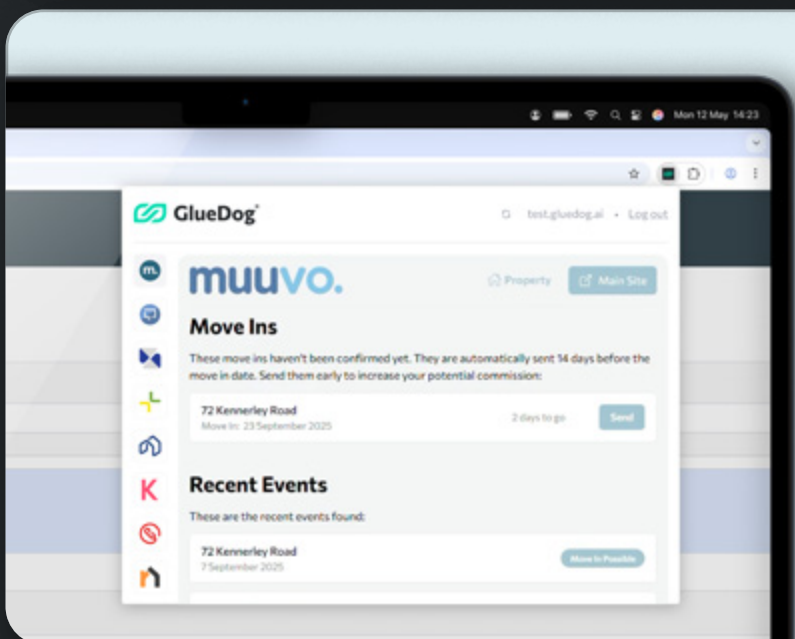 Mon 12 May 14:23
GlueDog®
test.gluedog.ai • Log out
m.
muuvo.
Property
Main Site
Move Ins
These move ins haven't been confirmed yet. They are automatically sent 14 days before the
move in date. Send them early to increase your potential commission:
72 Kennerley Road
2 days to go
Send
Move In: 23 September 2025
K
Recent Events
These are the recent events found:
72 Kennerley Road
Move In Possible
7 September 2025